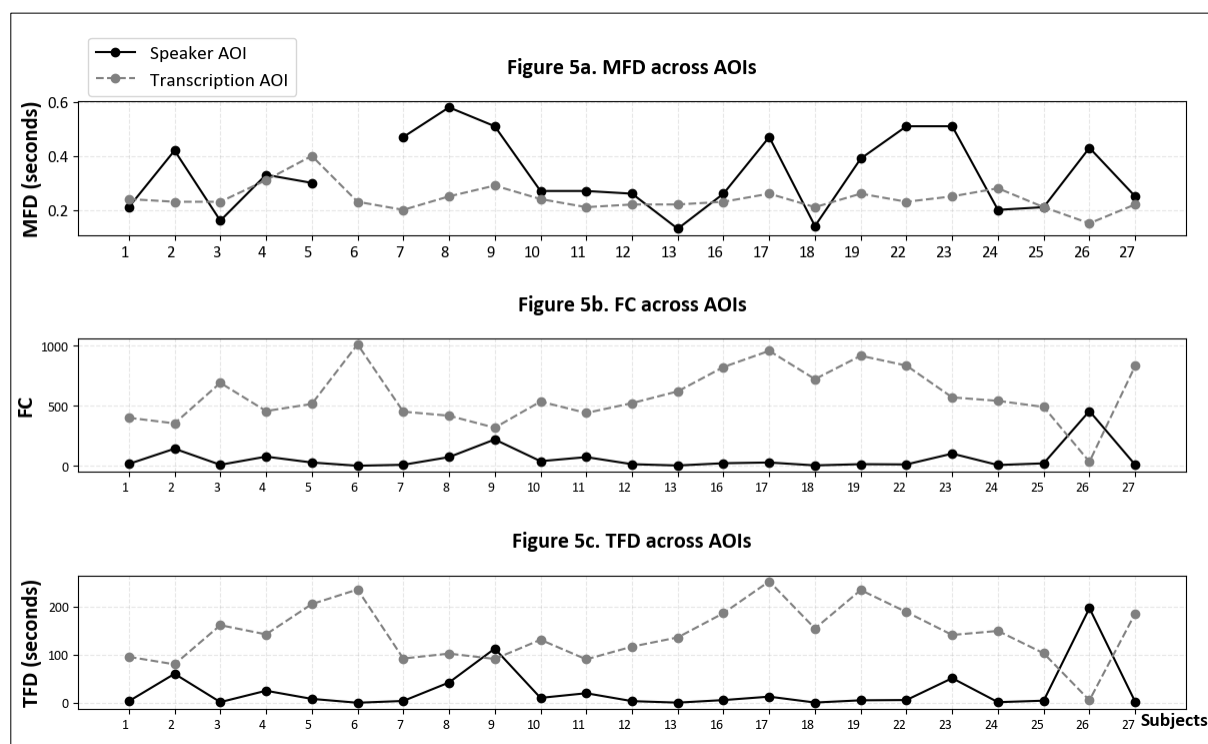 Speaker AOI
Transcription AOI
Figure 5a. MFD across AOIs
MFD (seconds)
0.6
0.4
0.2
1 2 3 4 5 6 7 8 9 10 11 12 13 16 17 18 19 22 23 24 25 26 27
Figure 5b. FC across AOIs
FC
1000
500
0
1 2 3 4 5 6 7 8 9 10 11 12 13 16 17 18 19 22 23 24 25 26 27
Figure 5c. TFD across AOIs
TFD (seconds)
200
100
0
1 2 3 4 5 6 7 8 9 10 11 12 13 16 17 18 19 22 23 24 25 26 27 Subjects